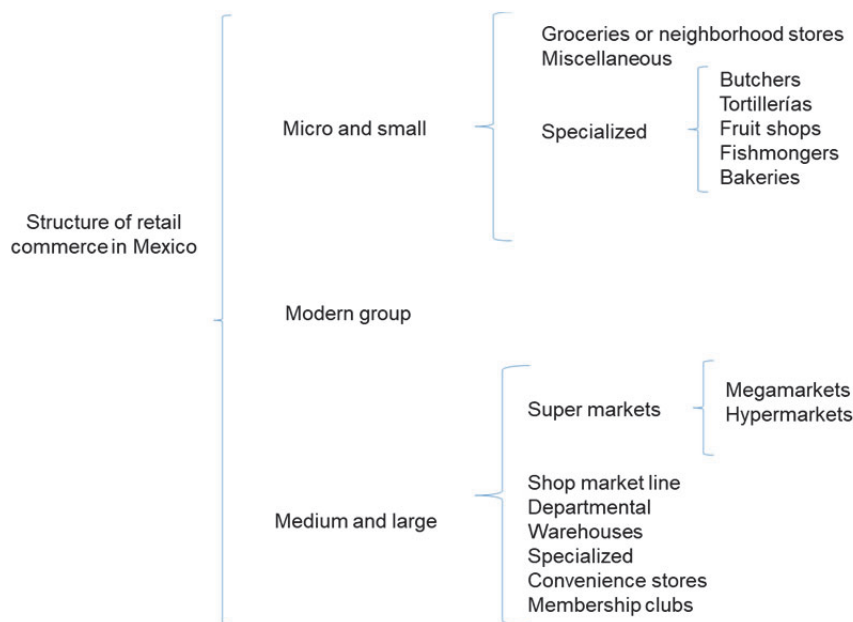 Structure of retail
commerce in Mexico
Micro and small
Groceries or neighborhood stores
Miscellaneous
Specialized
Butchers
Tortillerías
Fruit shops
Fishmongers
Bakeries
Modern group
Medium and large
Super markets
Megamarkets
Hypermarkets
Shop market line
Departmental
Warehouses
Specialized
Convenience stores
Membership clubs